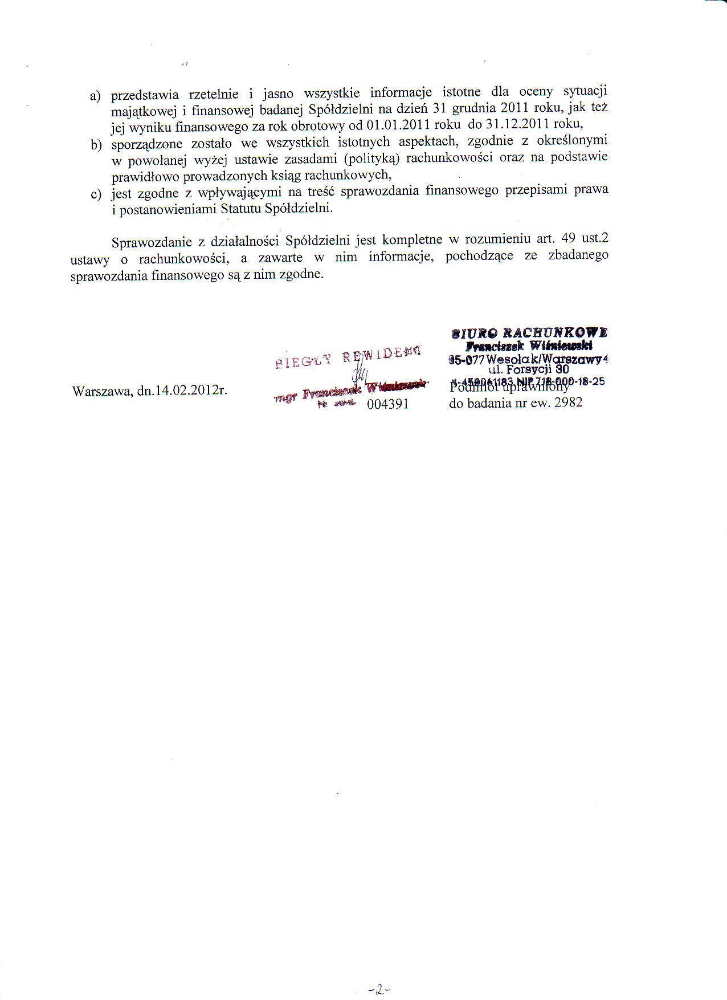 a) przedstawia rzetelnie i jasno wszystkie informacje istotne dla oceny sytuacji
majątkowej i finansowej badanej Spółdzielni na dzień 31 grudnia 2011 roku, jak też
jej wyniku finansowego za rok obrotowy od 01.01.2011 roku do 31.12.2011 roku,
b) sporządzone zostało we wszystkich istotnych aspektach, zgodnie z określonymi
w powołanej wyżej ustawie zasadami (polityką) rachunkowości oraz na podstawie
prawidłowo prowadzonych ksiąg rachunkowych,
c) jest zgodne z wpływającymi na treść sprawozdania finansowego przepisami prawa
i postanowieniami Statutu Spółdzielni.
Sprawozdanie z działalności Spółdzielni jest kompletne w rozumieniu art. 49 ust.2
ustawy o rachunkowości, a zawarte w nim informacje, pochodzące ze zbadanego
sprawozdania finansowego są z nim zgodne.
Warszawa, dn.14.02.2012r.
BIEGŁY REWIDENT
mgr Franciszek Wiśniewski
004391
BIURO RACHUNKOWE
Franciszek Wiśniewski
05-077 Wesoła k/Warszawy 4
ul. Forsycji 30
NIP 718-000-18-25
Podmiot uprawniony
do badania nr ew. 2982
-2-